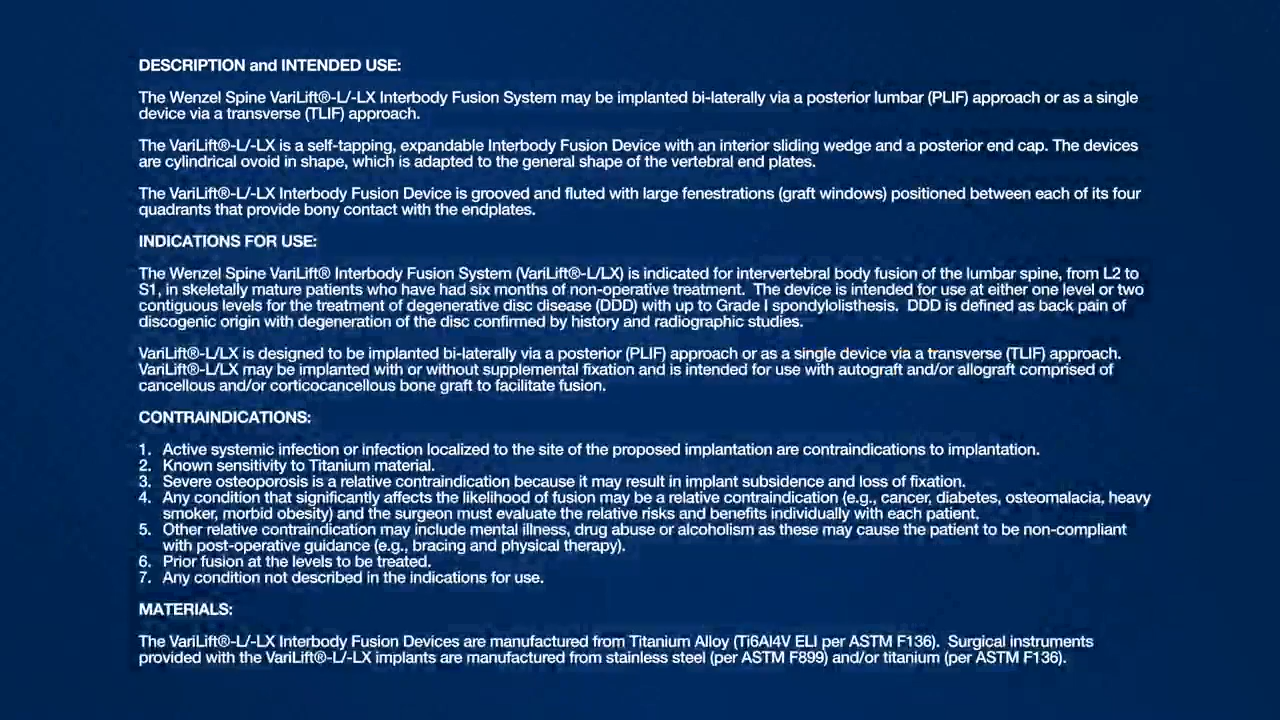 DESCRIPTION and INTENDED USE:
The Wenzel Spine VariLift®-L/-LX Interbody Fusion System may be implanted bi-laterally via a posterior lumbar (PLIF) approach or as a single
device via a transverse (TLIF) approach.
The VariLift®-L/-LX is a self-tapping, expandable Interbody Fusion Device with an interior sliding wedge and a posterior end cap. The devices
are cylindrical ovoid in shape, which is adapted to the general shape of the vertebral end plates.
The VariLift®-L/-LX Interbody Fusion Device is grooved and fluted with large fenestrations (graft windows) positioned between each of its four
quadrants that provide bony contact with the endplates.
INDICATIONS FOR USE:
The Wenzel Spine VariLift® Interbody Fusion System (VariLift®-L/LX) is indicated for intervertebral body fusion of the lumbar spine, from L2 to
S1, in skeletally mature patients who have had six months of non-operative treatment.  The device is intended for use at either one level or two
contiguous levels for the treatment of degenerative disc disease (DDD) with up to Grade I spondylolisthesis.  DDD is defined as back pain of
discogenic origin with degeneration of the disc confirmed by history and radiographic studies.
VariLift®-L/LX is designed to be implanted bi-laterally via a posterior (PLIF) approach or as a single device via a transverse (TLIF) approach.
VariLift®-L/LX may be implanted with or without supplemental fixation and is intended for use with autograft and/or allograft comprised of
cancellous and/or corticocancellous bone graft to facilitate fusion.
CONTRAINDICATIONS:
1. Active systemic infection or infection localized to the site of the proposed implantation are contraindications to implantation.
2. Known sensitivity to Titanium material.
3. Severe osteoporosis is a relative contraindication because it may result in implant subsidence and loss of fixation.
4. Any condition that significantly affects the likelihood of fusion may be a relative contraindication (e.g., cancer, diabetes, osteomalacia, heavy
smoker, morbid obesity) and the surgeon must evaluate the relative risks and benefits individually with each patient.
5. Other relative contraindication may include mental illness, drug abuse or alcoholism as these may cause the patient to be non-compliant
with post-operative guidance (e.g., bracing and physical therapy).
6. Prior fusion at the levels to be treated.
7. Any condition not described in the indications for use.
MATERIALS:
The VariLift®-L/-LX Interbody Fusion Devices are manufactured from Titanium Alloy (Ti6Al4V ELI per ASTM F136).  Surgical instruments
provided with the VariLift®-L/-LX implants are manufactured from stainless steel (per ASTM F899) and/or titanium (per ASTM F136).